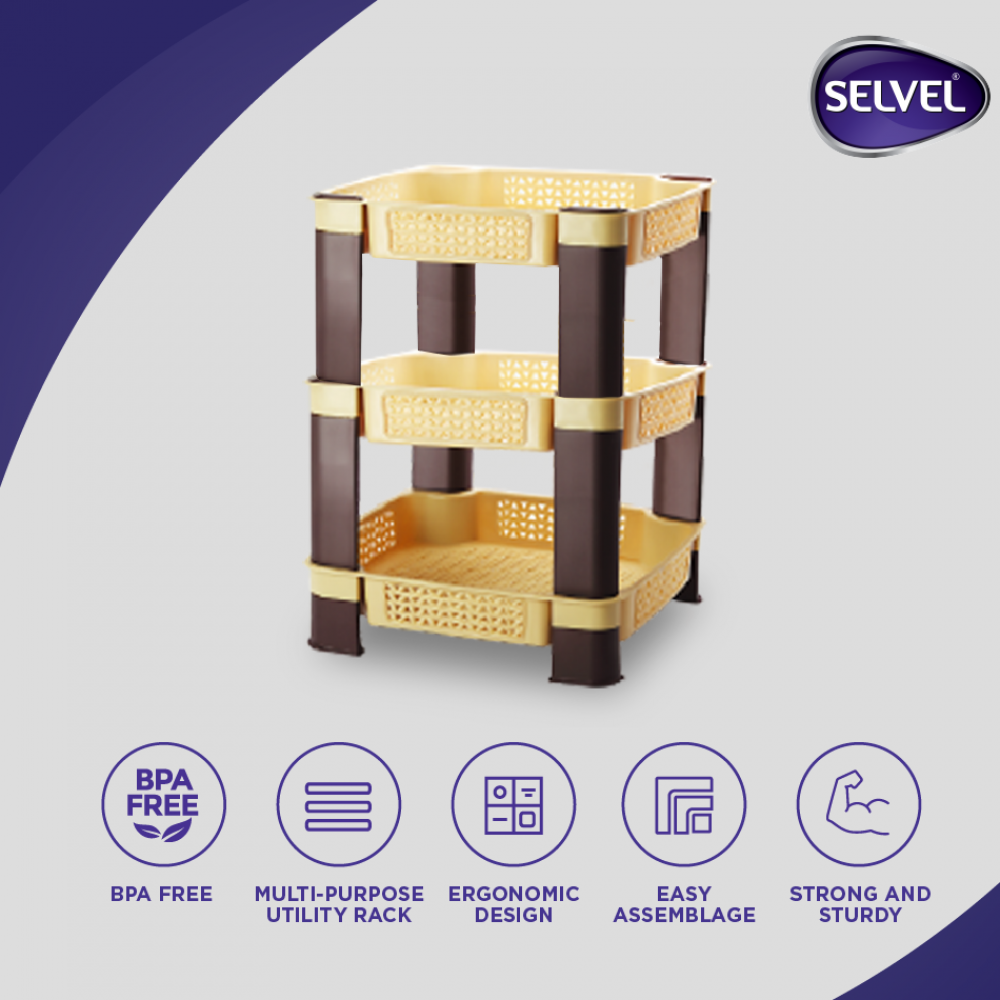 SELVEL®
BPA
FREE
BPA FREE
MULTI-PURPOSE
UTILITY RACK
ERGONOMIC
DESIGN
EASY
ASSEMBLAGE
STRONG AND
STURDY